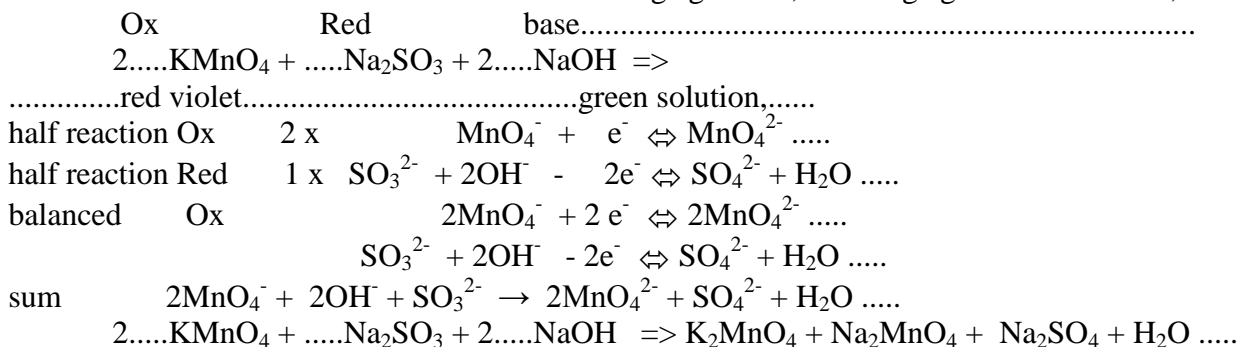 Ox Red base......................................................................................
2.....KMnO₄ + .....Na₂SO₃ + 2.....NaOH =>
..............red violet.........................................green solution,......
half reaction Ox 2 x MnO₄⁻ + e⁻ ⇔ MnO₄²⁻ .....
half reaction Red 1 x SO₃²⁻ + 2OH⁻ - 2e⁻ ⇔ SO₄²⁻ + H₂O .....
balanced Ox 2MnO₄⁻ + 2 e⁻ ⇔ 2MnO₄²⁻ .....
SO₃²⁻ + 2OH⁻ - 2e⁻ ⇔ SO₄²⁻ + H₂O .....
sum 2MnO₄⁻ + 2OH⁻ + SO₃²⁻ → 2MnO₄²⁻ + SO₄²⁻ + H₂O .....
2.....KMnO₄ + .....Na₂SO₃ + 2.....NaOH => K₂MnO₄ + Na₂MnO₄ + Na₂SO₄ + H₂O .....